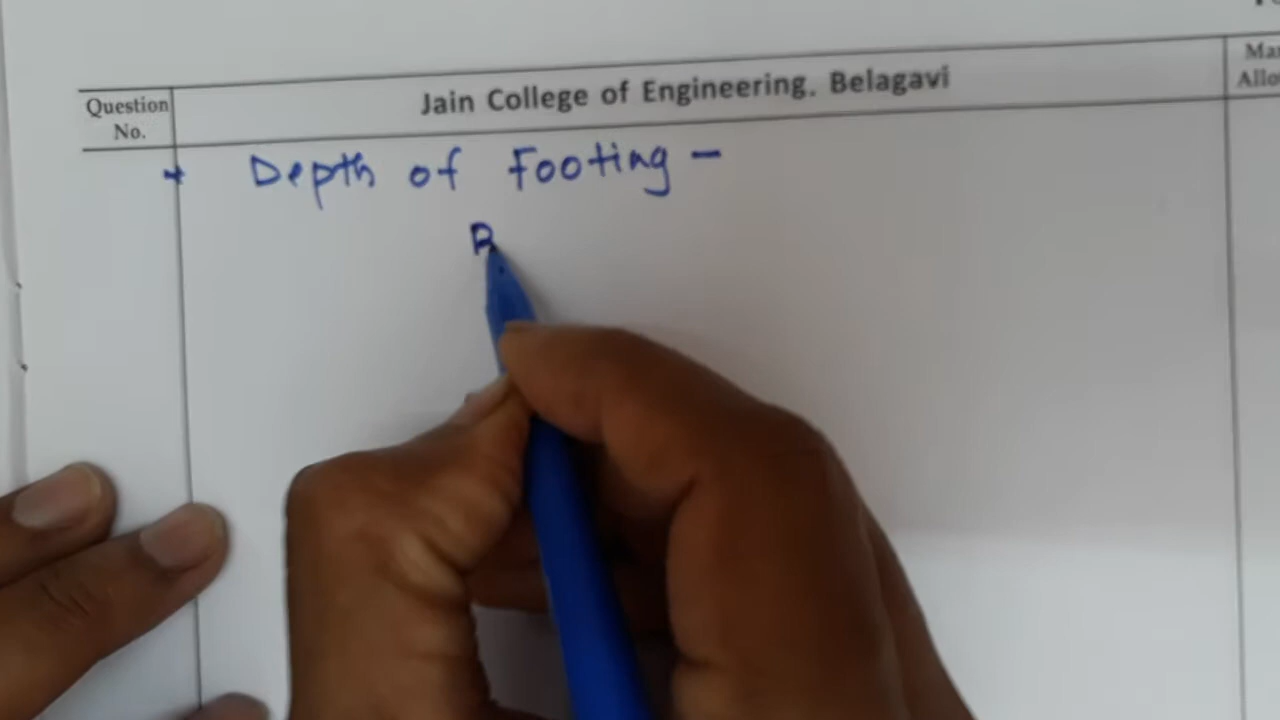 Question No.
Jain College of Engineering, Belagavi
Depth of Footing -
B